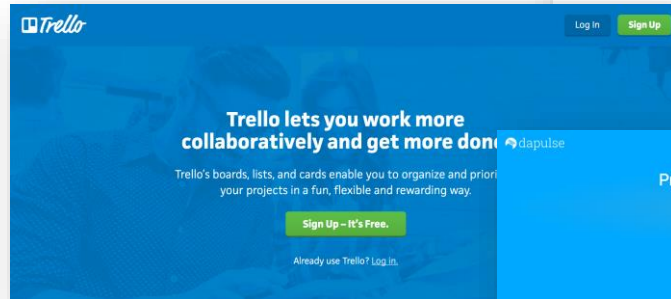 Trello
Log In
Sign Up
Trello lets you work more
collaboratively and get more done
Trello's boards, lists, and cards enable you to organize and
your projects in a fun, flexible and rewarding way.
Sign Up – It's Free.
Already use Trello? Log in.
dapulse